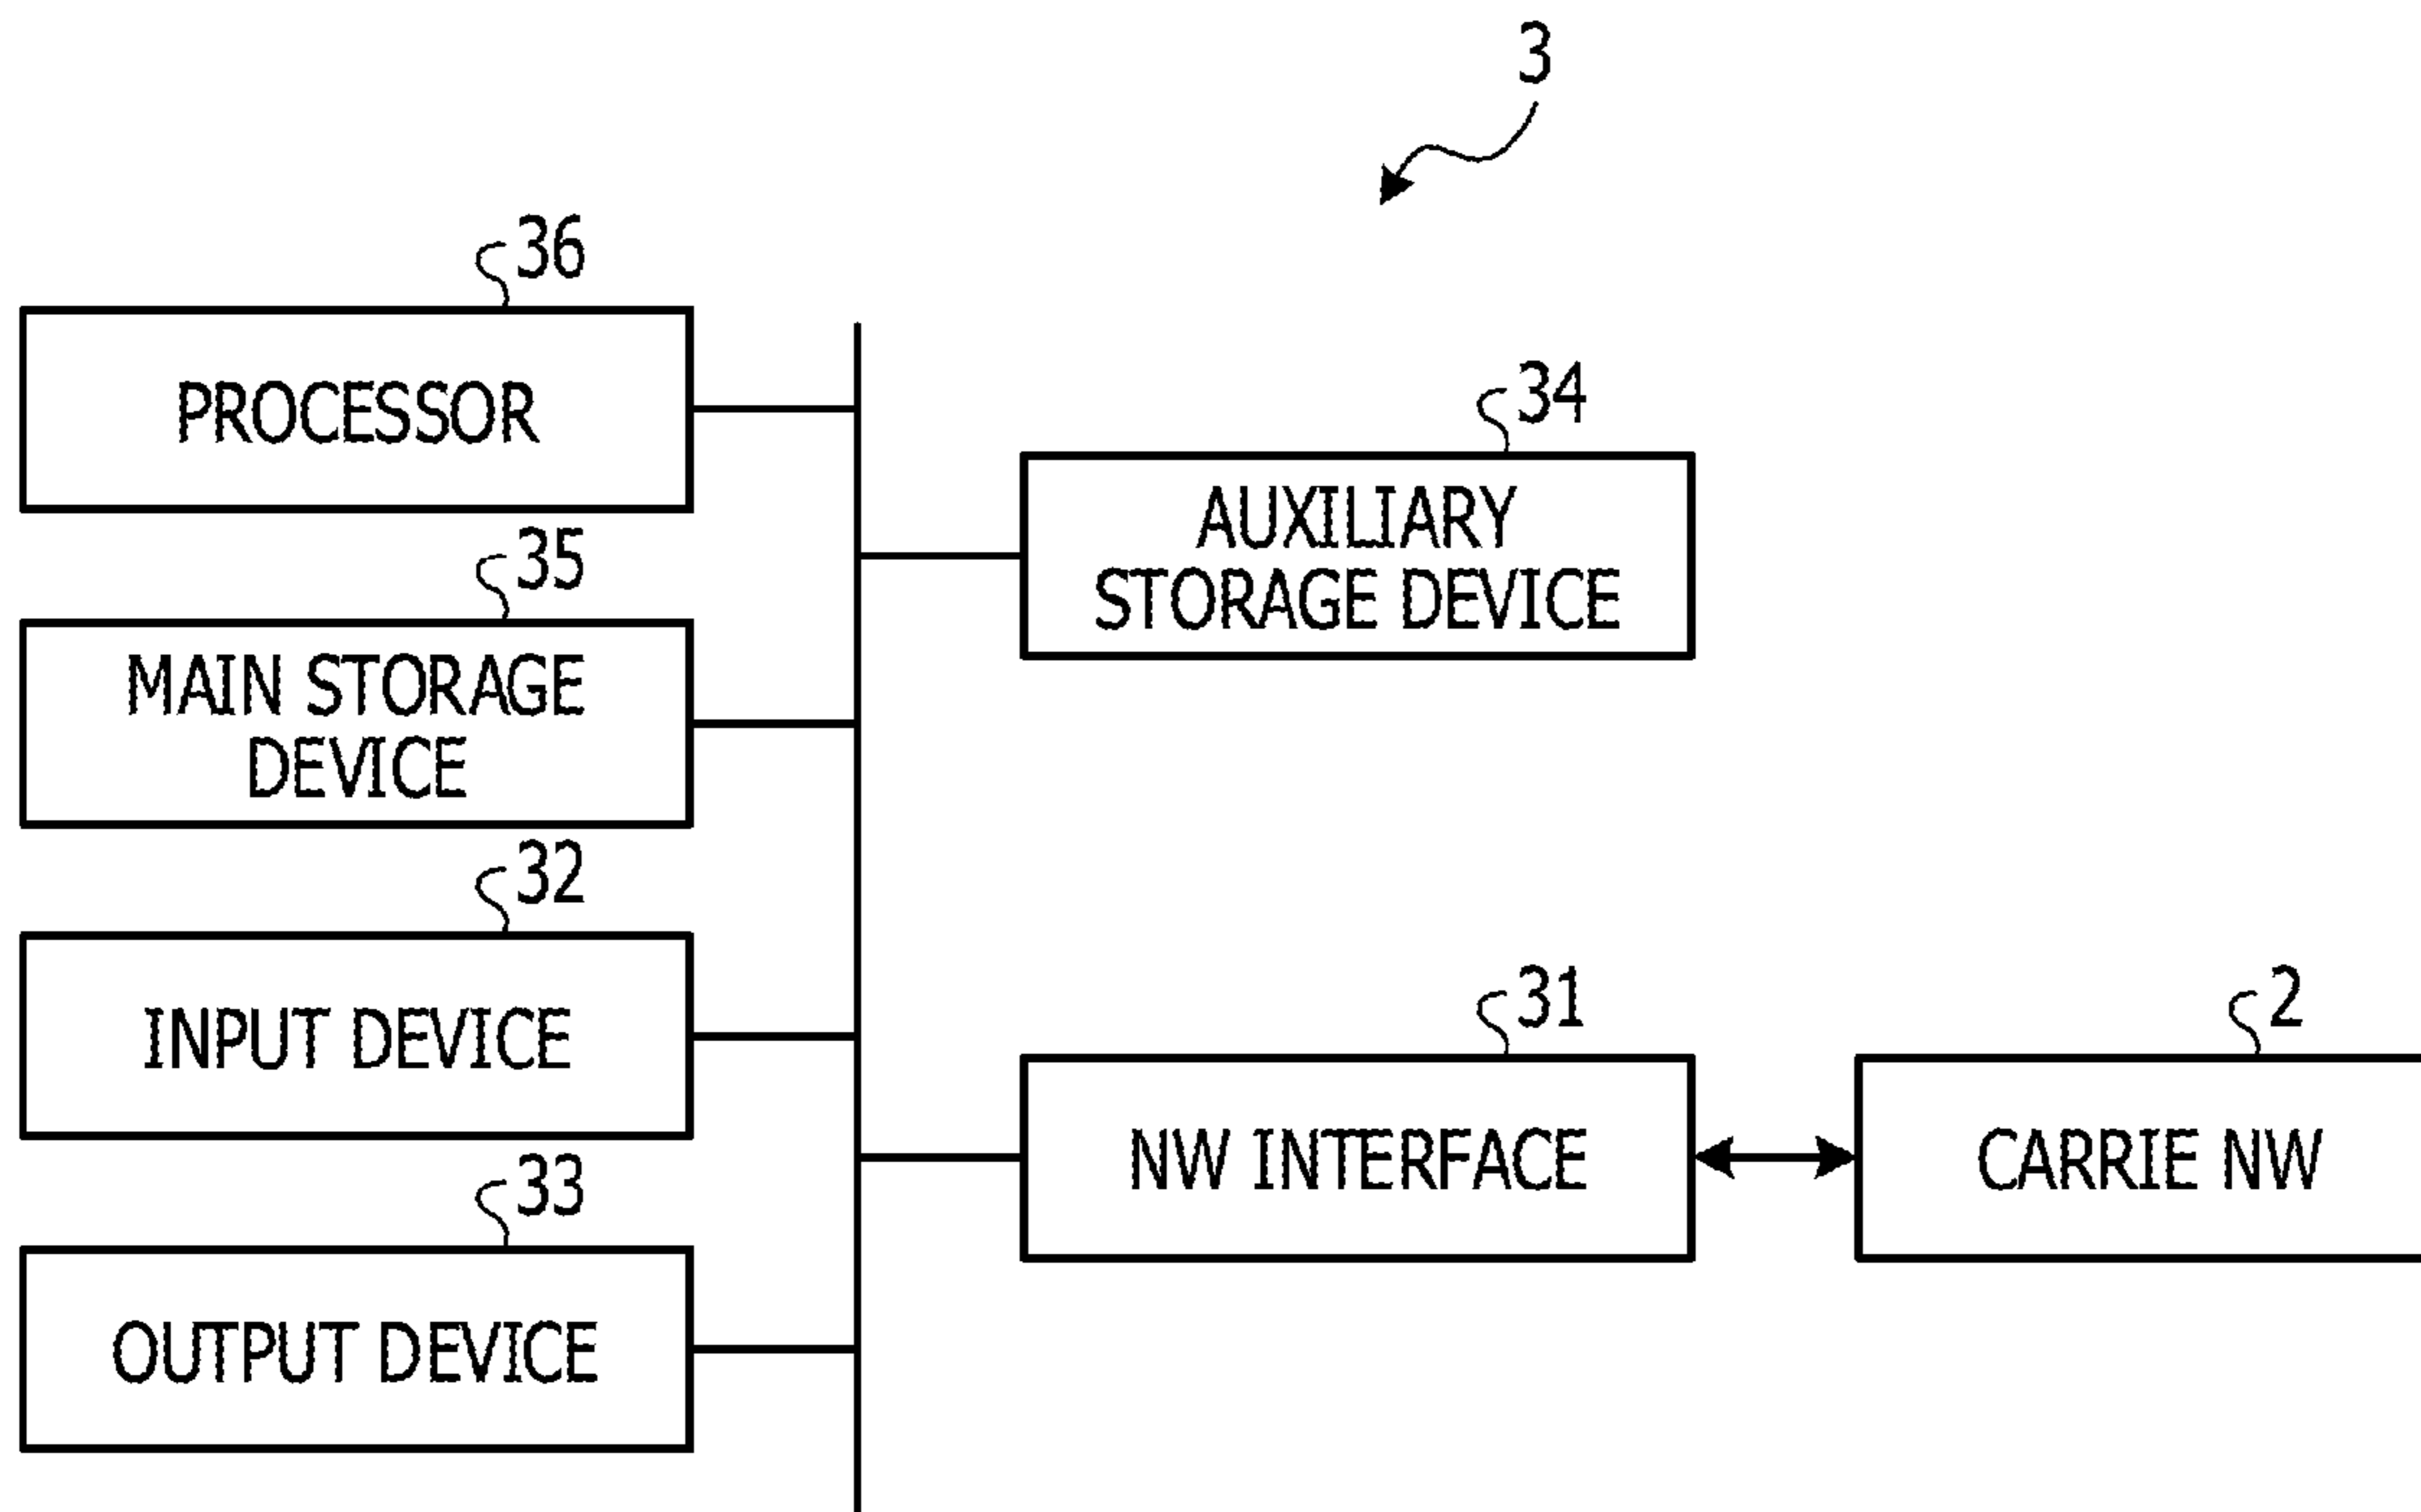 3
36
PROCESSOR
34
AUXILIARY
STORAGE DEVICE
35
MAIN STORAGE
DEVICE
32
INPUT DEVICE
31
NW INTERFACE
2
CARRIE NW
33
OUTPUT DEVICE